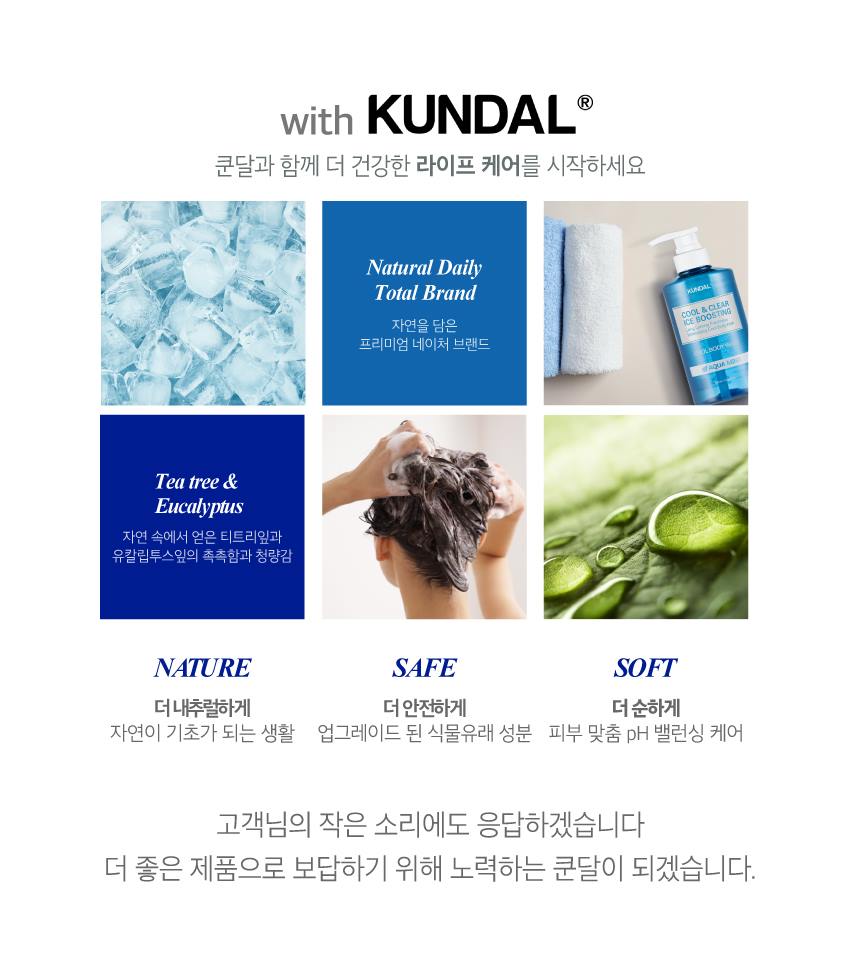 with KUNDAL®
쿤달과 함께 더 건강한 라이프 케어를 시작하세요
Natural Daily
Total Brand
자연을 담은
프리미엄 네이처 브랜드
KUNDAL
COOL & CLEAR
ICE BOOSTING
AQUA MINT
Tea tree &
Eucalyptus
자연 속에서 얻은 티트리잎과
유칼립투스잎의 촉촉함과 청량감
NATURE
더 내추럴하게
자연이 기초가 되는 생활
SAFE
더 안전하게
업그레이드 된 식물유래 성분
SOFT
더 순하게
피부 맞춤 pH 밸런싱 케어
고객님의 작은 소리에도 응답하겠습니다
더 좋은 제품으로 보답하기 위해 노력하는 쿤달이 되겠습니다.